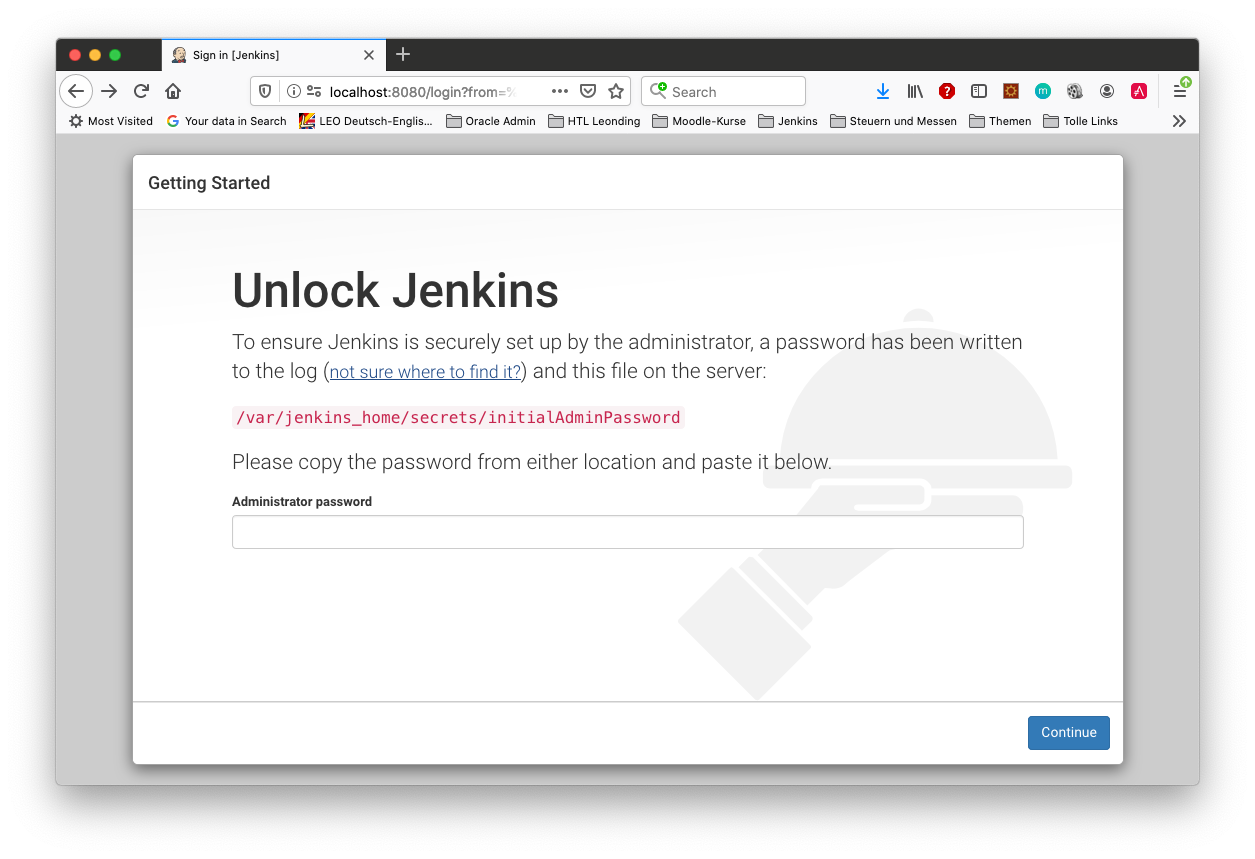 Sign in [Jenkins]
localhost:8080/login?from=%
Search
Most Visited
Your data in Search
LEO Deutsch-Englis...
Oracle Admin
HTL Leonding
Moodle-Kurse
Jenkins
Steuern und Messen
Themen
Tolle Links
Getting Started
Unlock Jenkins
To ensure Jenkins is securely set up by the administrator, a password has been written
to the log (not sure where to find it?) and this file on the server:
/var/jenkins_home/secrets/initialAdminPassword
Please copy the password from either location and paste it below.
Administrator password
Continue